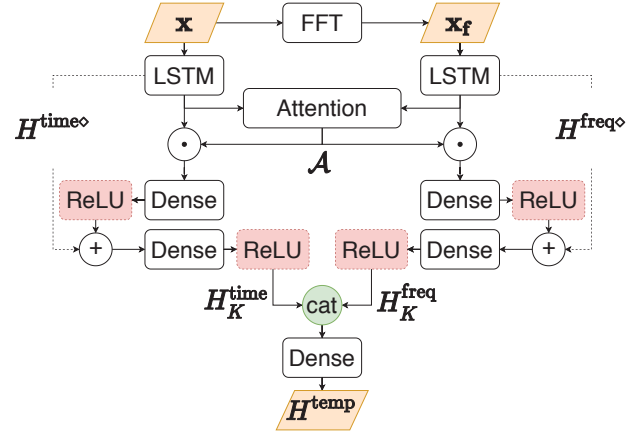 x FFT x_f
LSTM LSTM
Attention
H^time⋄ H^freq⋄
· ·
𝒜
ReLU Dense Dense ReLU
+ Dense ReLU ReLU Dense +
H_K^time cat H_K^freq
Dense
H^temp